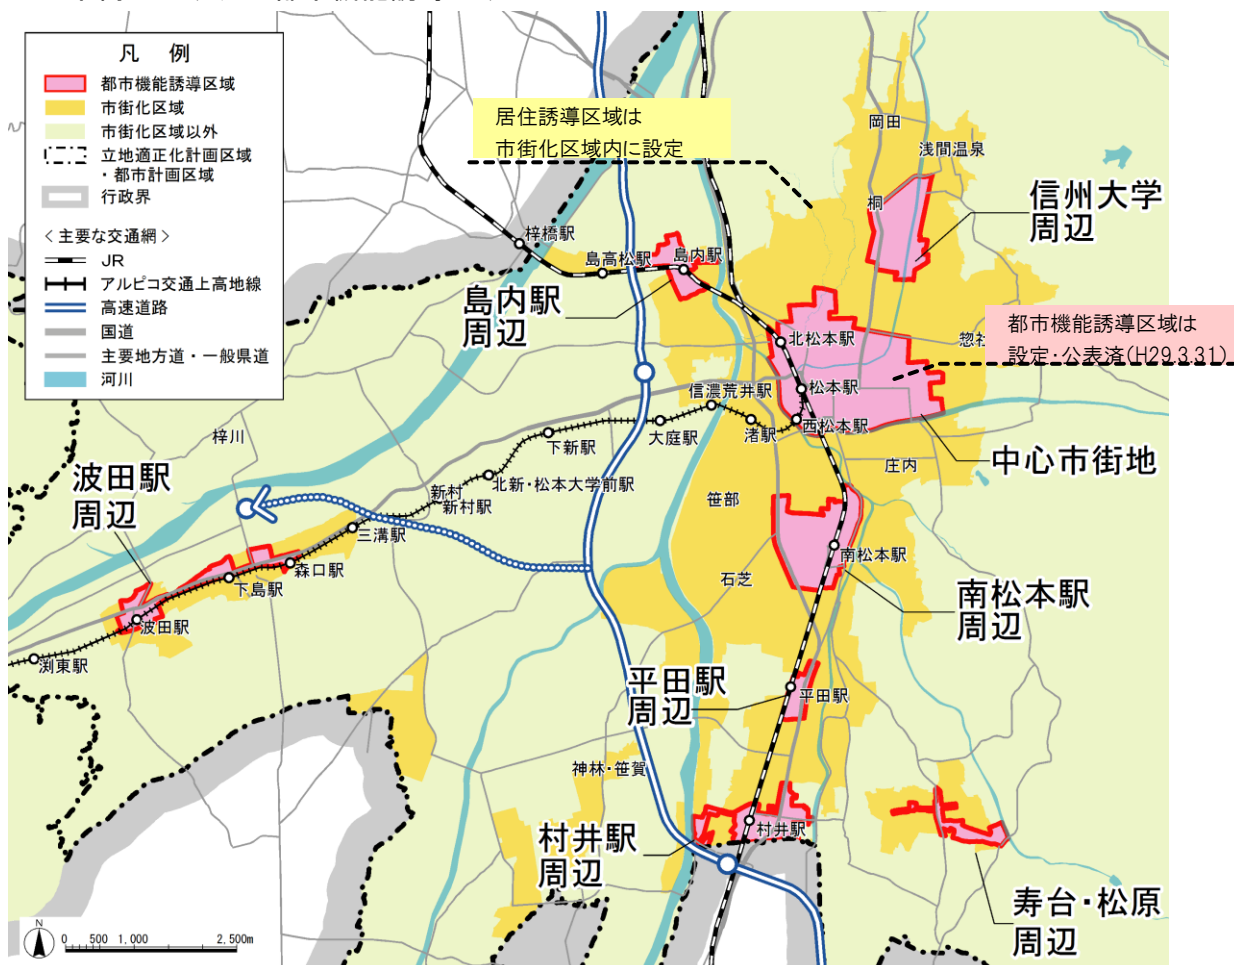 凡 例
都市機能誘導区域
市街化区域
市街化区域以外
立地適正化計画区域
・都市計画区域
行政界
＜主要な交通網＞
JR
アルピコ交通上高地線
高速道路
国道
主要地方道・一般県道
河川
居住誘導区域は
市街化区域内に設定
岡田
浅間温泉
桐
信州大学
周辺
梓橋駅
島高松駅
島内駅
島内駅
周辺
都市機能誘導区域は
設定・公表済(H29.3.31)
惣社
北松本駅
松本駅
信濃荒井駅
西松本駅
渚駅
大庭駅
下新駅
北新・松本大学前駅
新村
新村駅
梓川
庄内
中心市街地
波田駅
周辺
三溝駅
森口駅
下島駅
波田駅
渕東駅
笹部
石芝
南松本駅
南松本駅
周辺
平田駅
周辺
平田駅
神林・笹賀
村井駅
村井駅
周辺
寿台・松原
周辺
N
0 500 1,000 2,500m